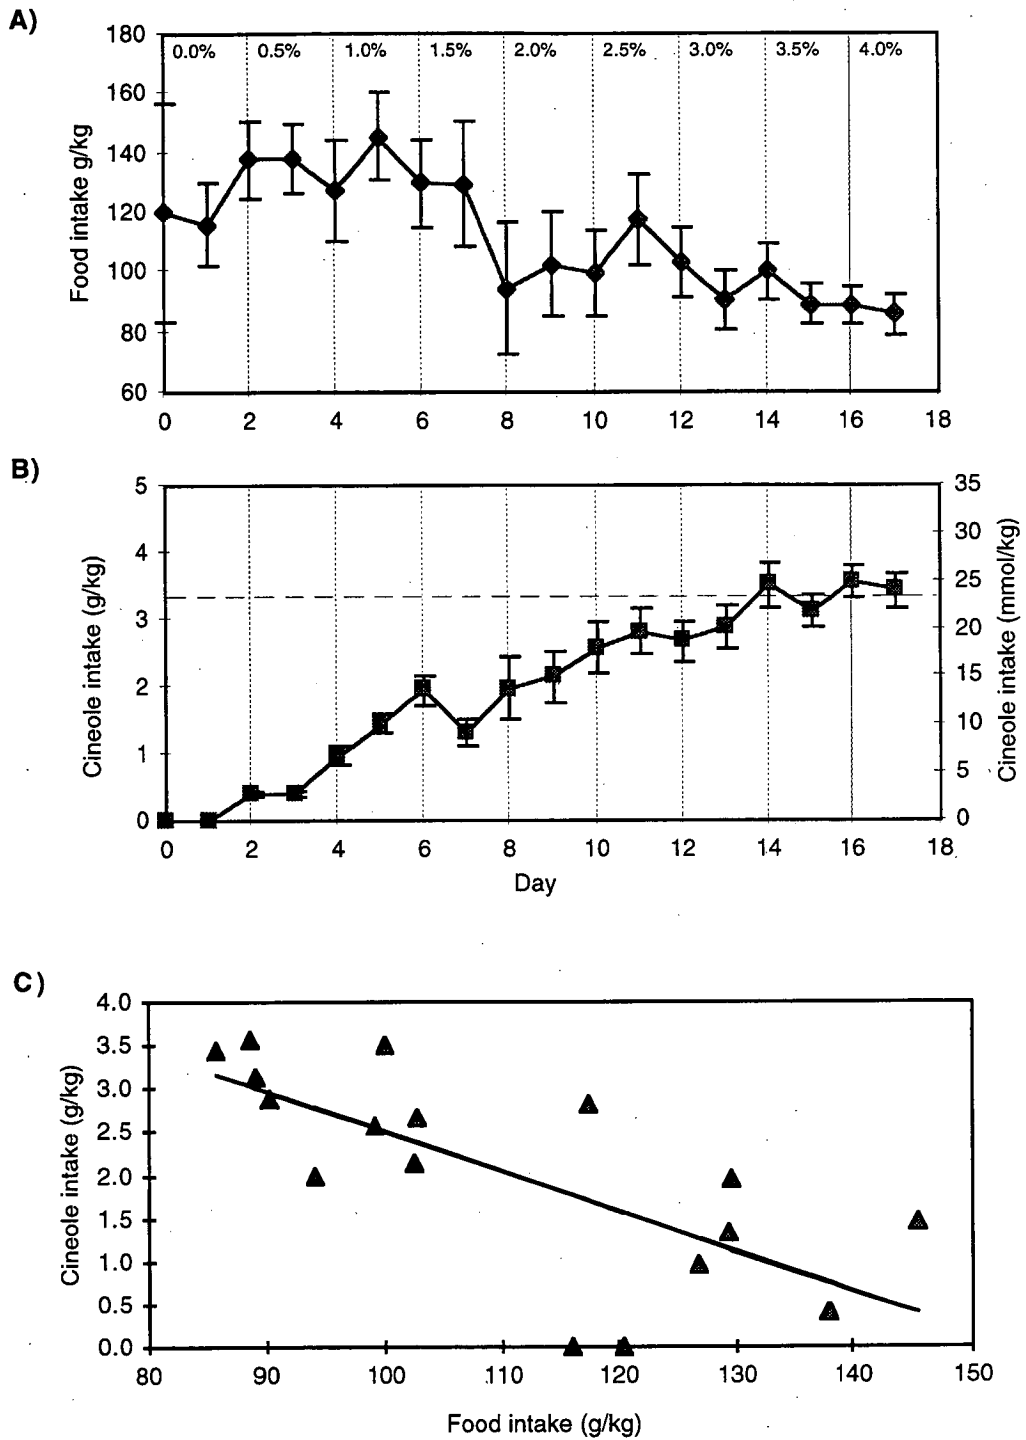 A)
180
160
140
120
100
80
60
Food intake g/kg
0.0% 0.5% 1.0% 1.5% 2.0% 2.5% 3.0% 3.5% 4.0%
0 2 4 6 8 10 12 14 16 18
B)
5
4
3
2
1
0
Cineole intake (g/kg)
35
30
25
20
15
10
5
0
Cineole intake (mmol/kg)
0 2 4 6 8 10 12 14 16 18
Day
C)
4.0
3.5
3.0
2.5
2.0
1.5
1.0
0.5
0.0
Cineole intake (g/kg)
80 90 100 110 120 130 140 150
Food intake (g/kg)